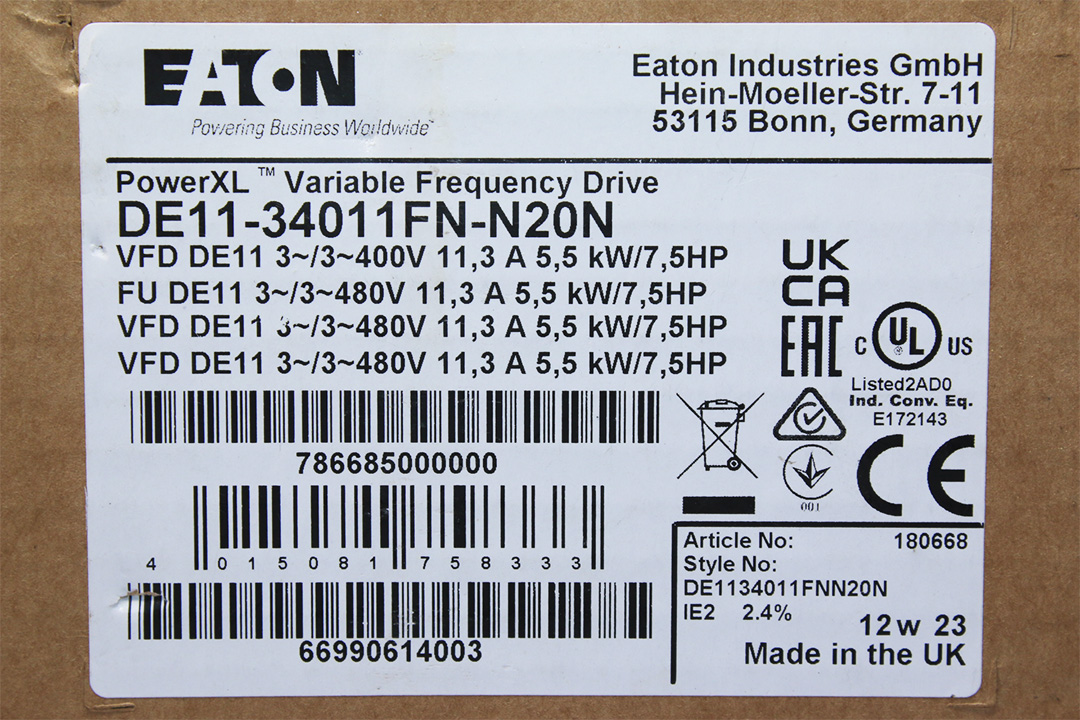 EATON
Powering Business Worldwide™
Eaton Industries GmbH
Hein-Moeller-Str. 7-11
53115 Bonn, Germany
PowerXL ™ Variable Frequency Drive
DE11-34011FN-N20N
VFD DE11 3~/3~400V 11,3 A 5,5 kW/7,5HP
FU DE11 3~/3~480V 11,3 A 5,5 kW/7,5HP
VFD DE11 3~/3~480V 11,3 A 5,5 kW/7,5HP
VFD DE11 3~/3~480V 11,3 A 5,5 kW/7,5HP
UK
CA
EAC
C UL US
Listed2AD0
Ind. Conv. Eq.
E172143
CE
001
786685000000
4 015081 758333
66990614003
Article No: 180668
Style No:
DE1134011FNN20N
IE2 2.4%
12w 23
Made in the UK